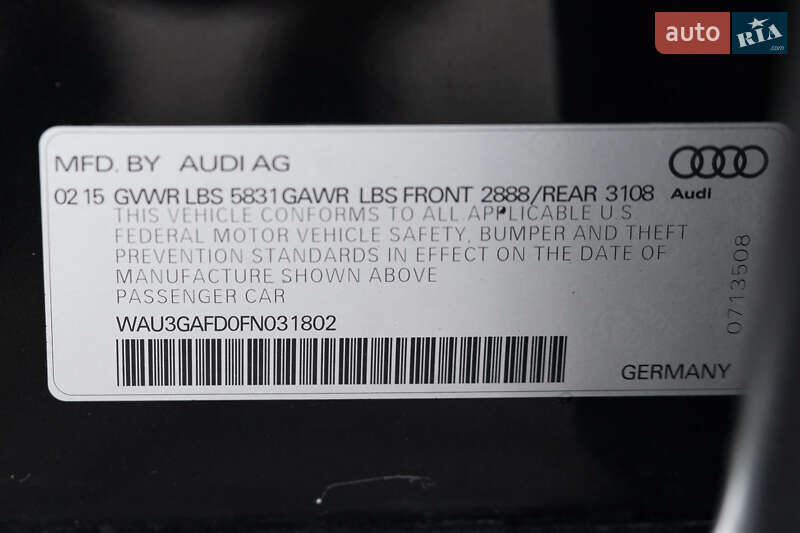 auto RIA .com
MFD. BY AUDI AG
02 15 GVWR LBS 5831 GAWR LBS FRONT 2888/REAR 3108
Audi
THIS VEHICLE CONFORMS TO ALL APPLICABLE U.S.
FEDERAL MOTOR VEHICLE SAFETY, BUMPER AND THEFT
PREVENTION STANDARDS IN EFFECT ON THE DATE OF
MANUFACTURE SHOWN ABOVE
PASSENGER CAR
WAU3GAFD0FN031802
GERMANY
0713508